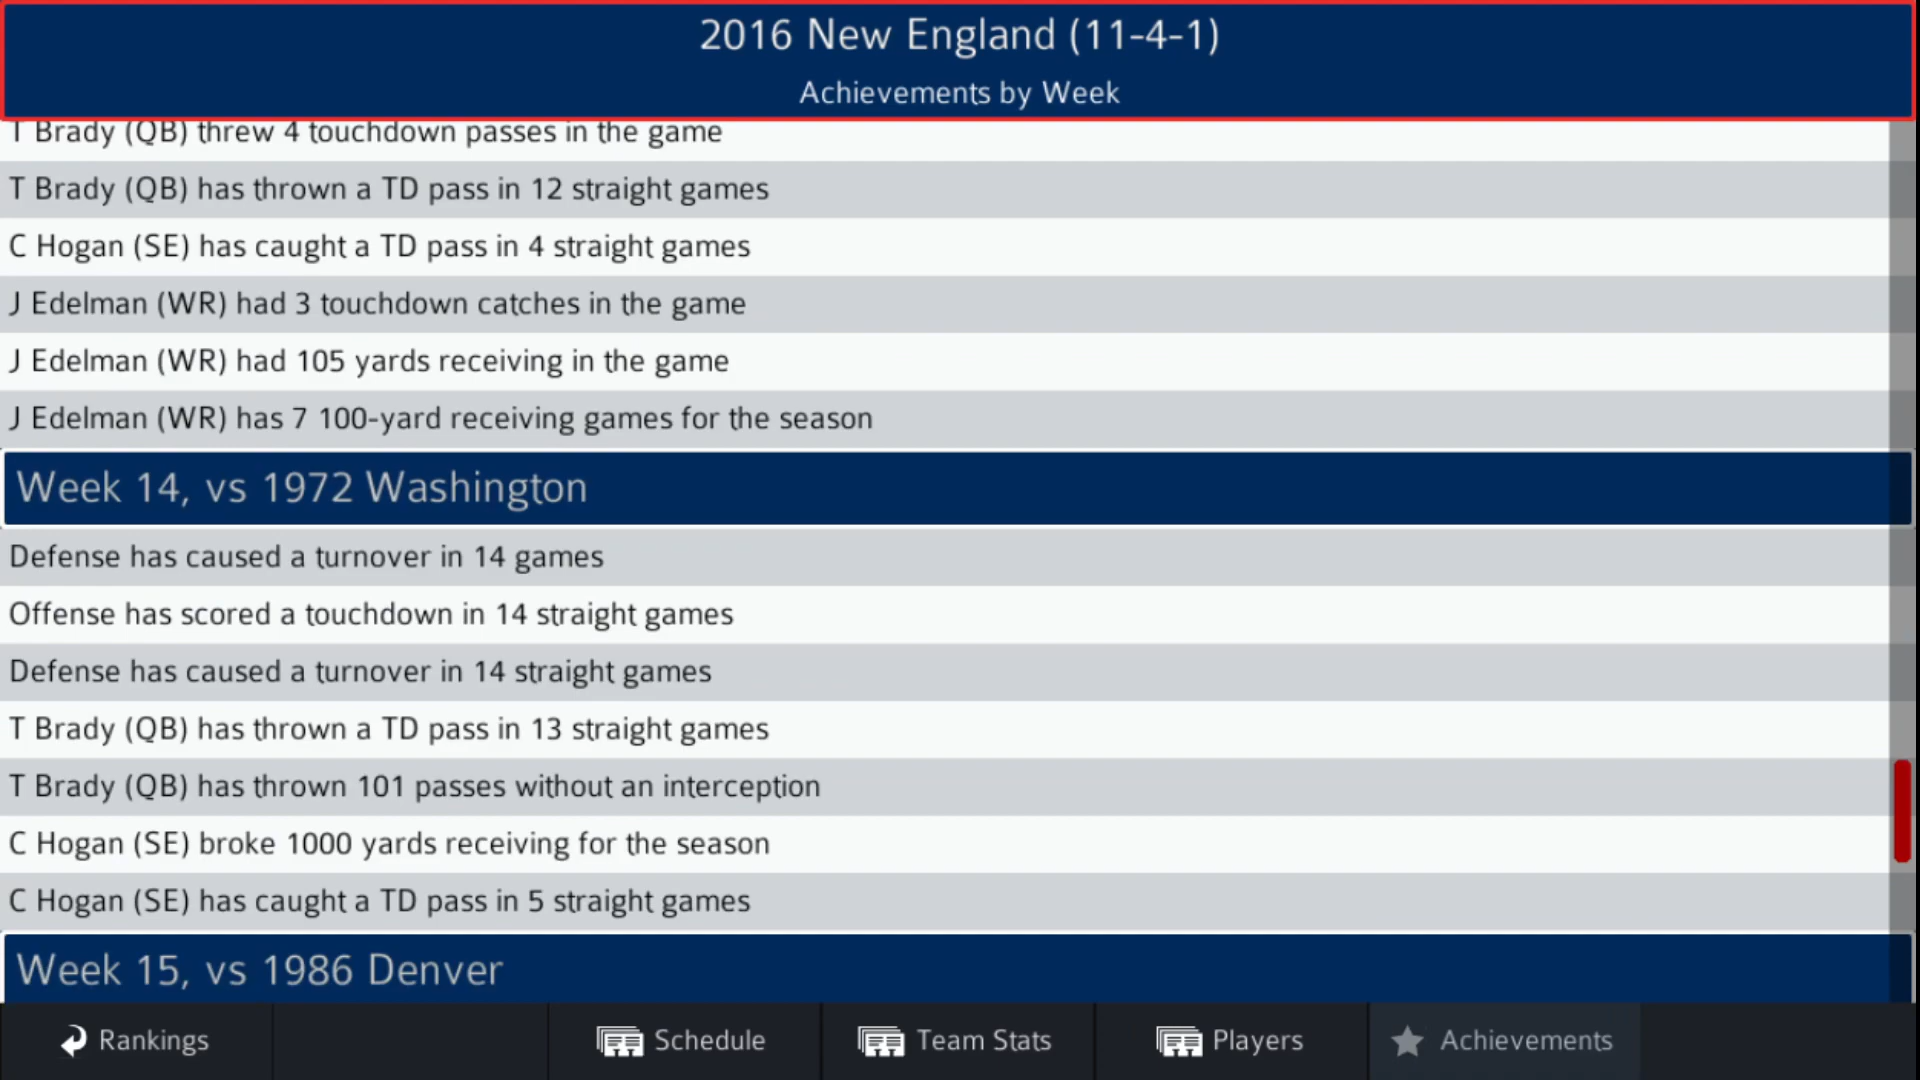 2016 New England (11-4-1)
Achievements by Week
T Brady (QB) threw 4 touchdown passes in the game
T Brady (QB) has thrown a TD pass in 12 straight games
C Hogan (SE) has caught a TD pass in 4 straight games
J Edelman (WR) had 3 touchdown catches in the game
J Edelman (WR) had 105 yards receiving in the game
J Edelman (WR) has 7 100-yard receiving games for the season
Week 14, vs 1972 Washington
Defense has caused a turnover in 14 games
Offense has scored a touchdown in 14 straight games
Defense has caused a turnover in 14 straight games
T Brady (QB) has thrown a TD pass in 13 straight games
T Brady (QB) has thrown 101 passes without an interception
C Hogan (SE) broke 1000 yards receiving for the season
C Hogan (SE) has caught a TD pass in 5 straight games
Week 15, vs 1986 Denver
Rankings
Schedule
Team Stats
Players
Achievements